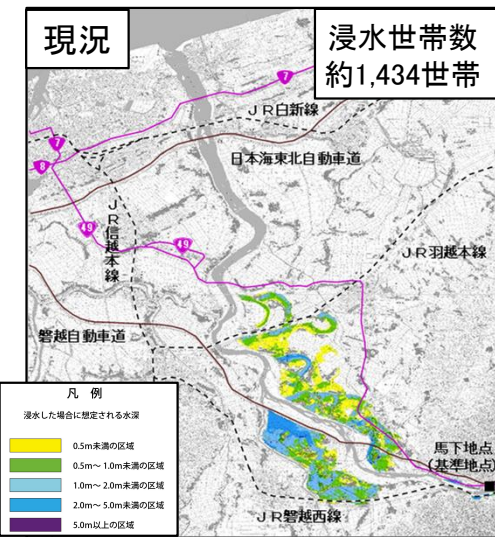 現況
浸水世帯数
約1,434世帯
7
JR白新線
7
8
日本海東北自動車道
JR信越本線
49
49
JR羽越本線
磐越自動車道
凡 例
浸水した場合に想定される水深
0.5m未満の区域
0.5m～1.0m未満の区域
1.0m～2.0m未満の区域
2.0m～5.0m未満の区域
5.0m以上の区域
馬下地点
(基準地点)
JR磐越西線